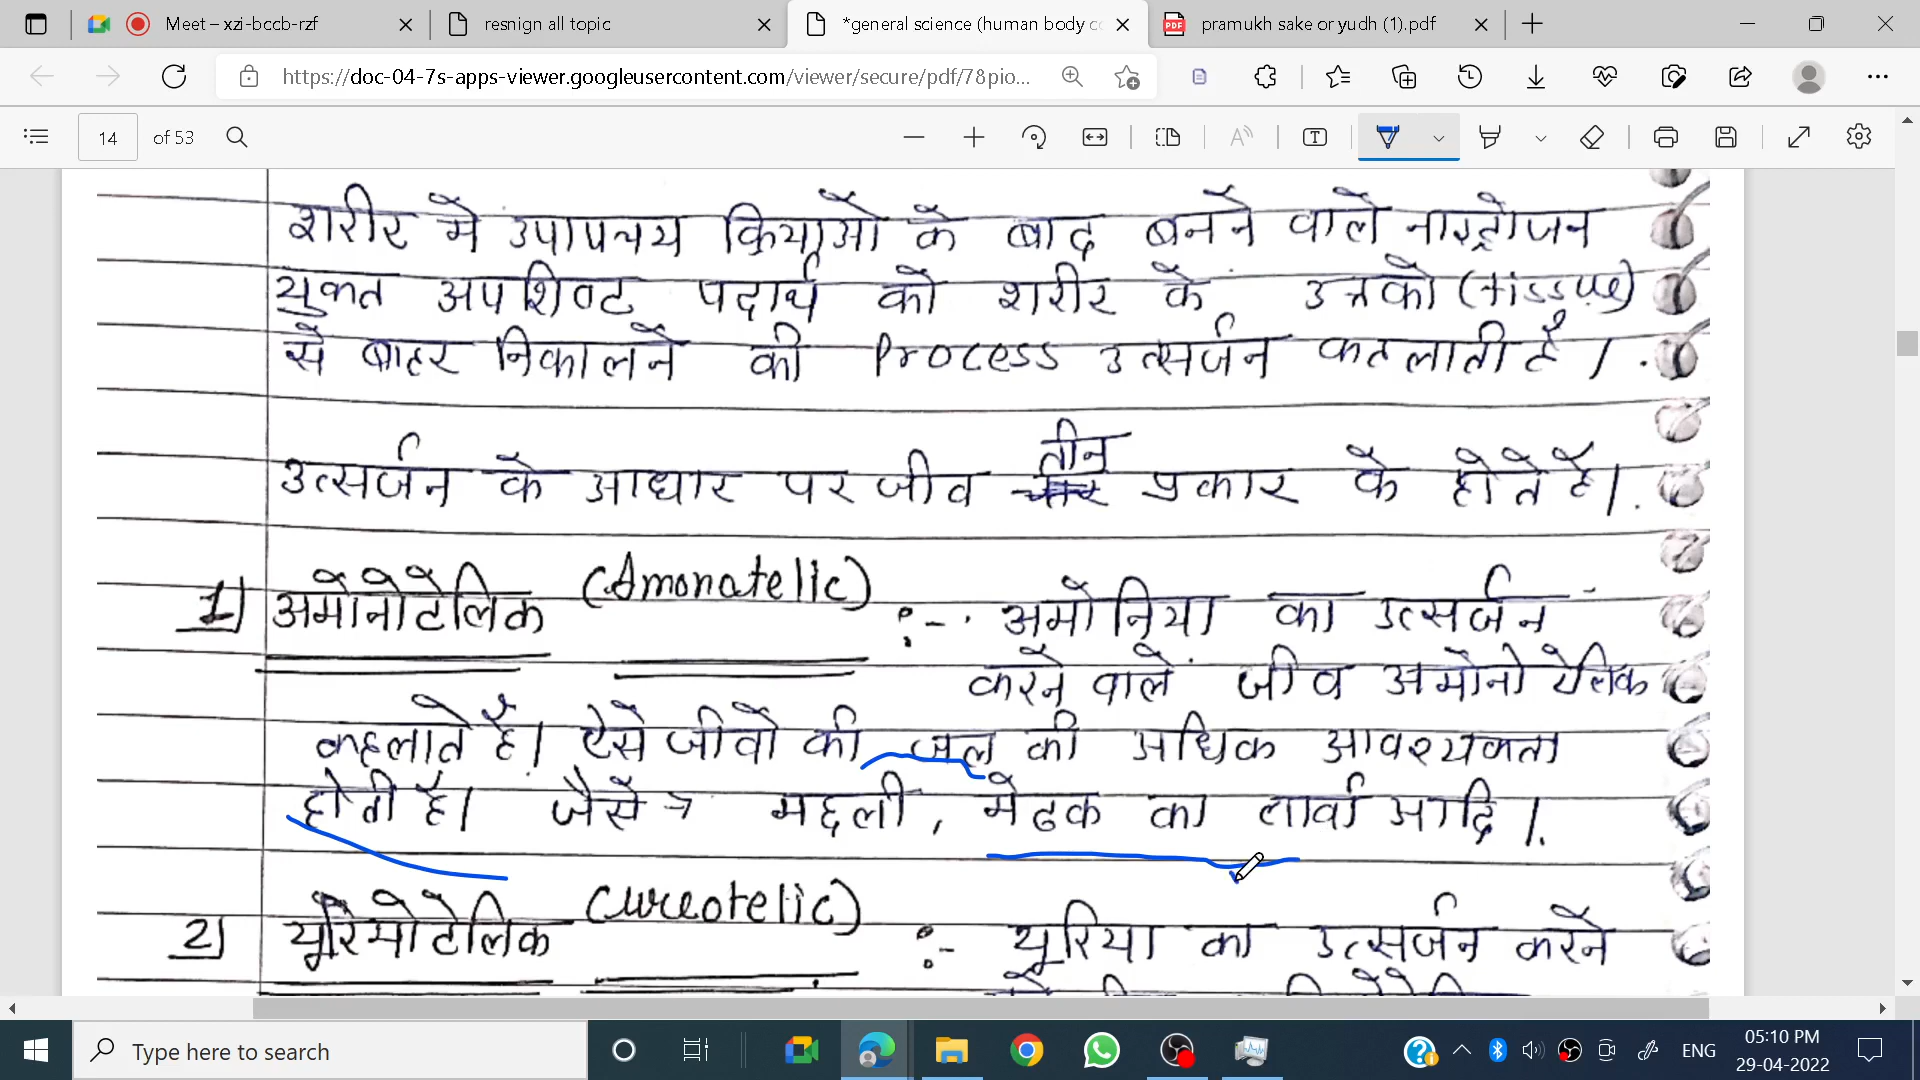 Meet – xzi-bccb-rzf
resnign all topic
*general science (human body c
pramukh sake or yudh (1).pdf
https://doc-04-7s-apps-viewer.googleusercontent.com/viewer/secure/pdf/78pio...
14 of 53
शरीर में उपापचय क्रियाओं के बाद बनने वाले नाइट्रोजन
युक्त अपशिष्ट पदार्थ को शरीर के उत्तको (tissue)
से बाहर निकालने की Process उत्सर्जन कहलाती है।
तीन
उत्सर्जन के आधार पर जीव प्रकार के होते है।
1) अमोनोटेलिक (Amonatelic) :- अमोनिया का उत्सर्जन
करने वाले जीव अमोनोटेलिक
कहलाते है। ऐसे जीवो की जल की अधिक आवश्यकता
होती है। जैसे → मछली, मेढक का लार्वा आदि।
2) यूरिओटेलिक (ureotelic) :- यूरिया का उत्सर्जन करने
Type here to search
ENG
05:10 PM
29-04-2022